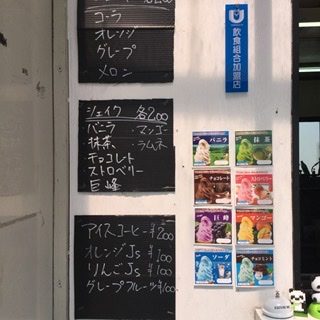 コーラ
オレンジ
グレープ
メロン
飲食組合加盟店
シェイク 各200
バニラ ・マンゴー
抹茶 ・ラムネ
チョコレート
ストロベリー
巨峰
バニラ
抹茶
チョコレート
ストロベリー
巨峰
マンゴー
ソーダ
チョコミント
アイスコーヒー ¥200
オレンジJs ¥100
りんごJs ¥100
グレープフルーツ ¥100